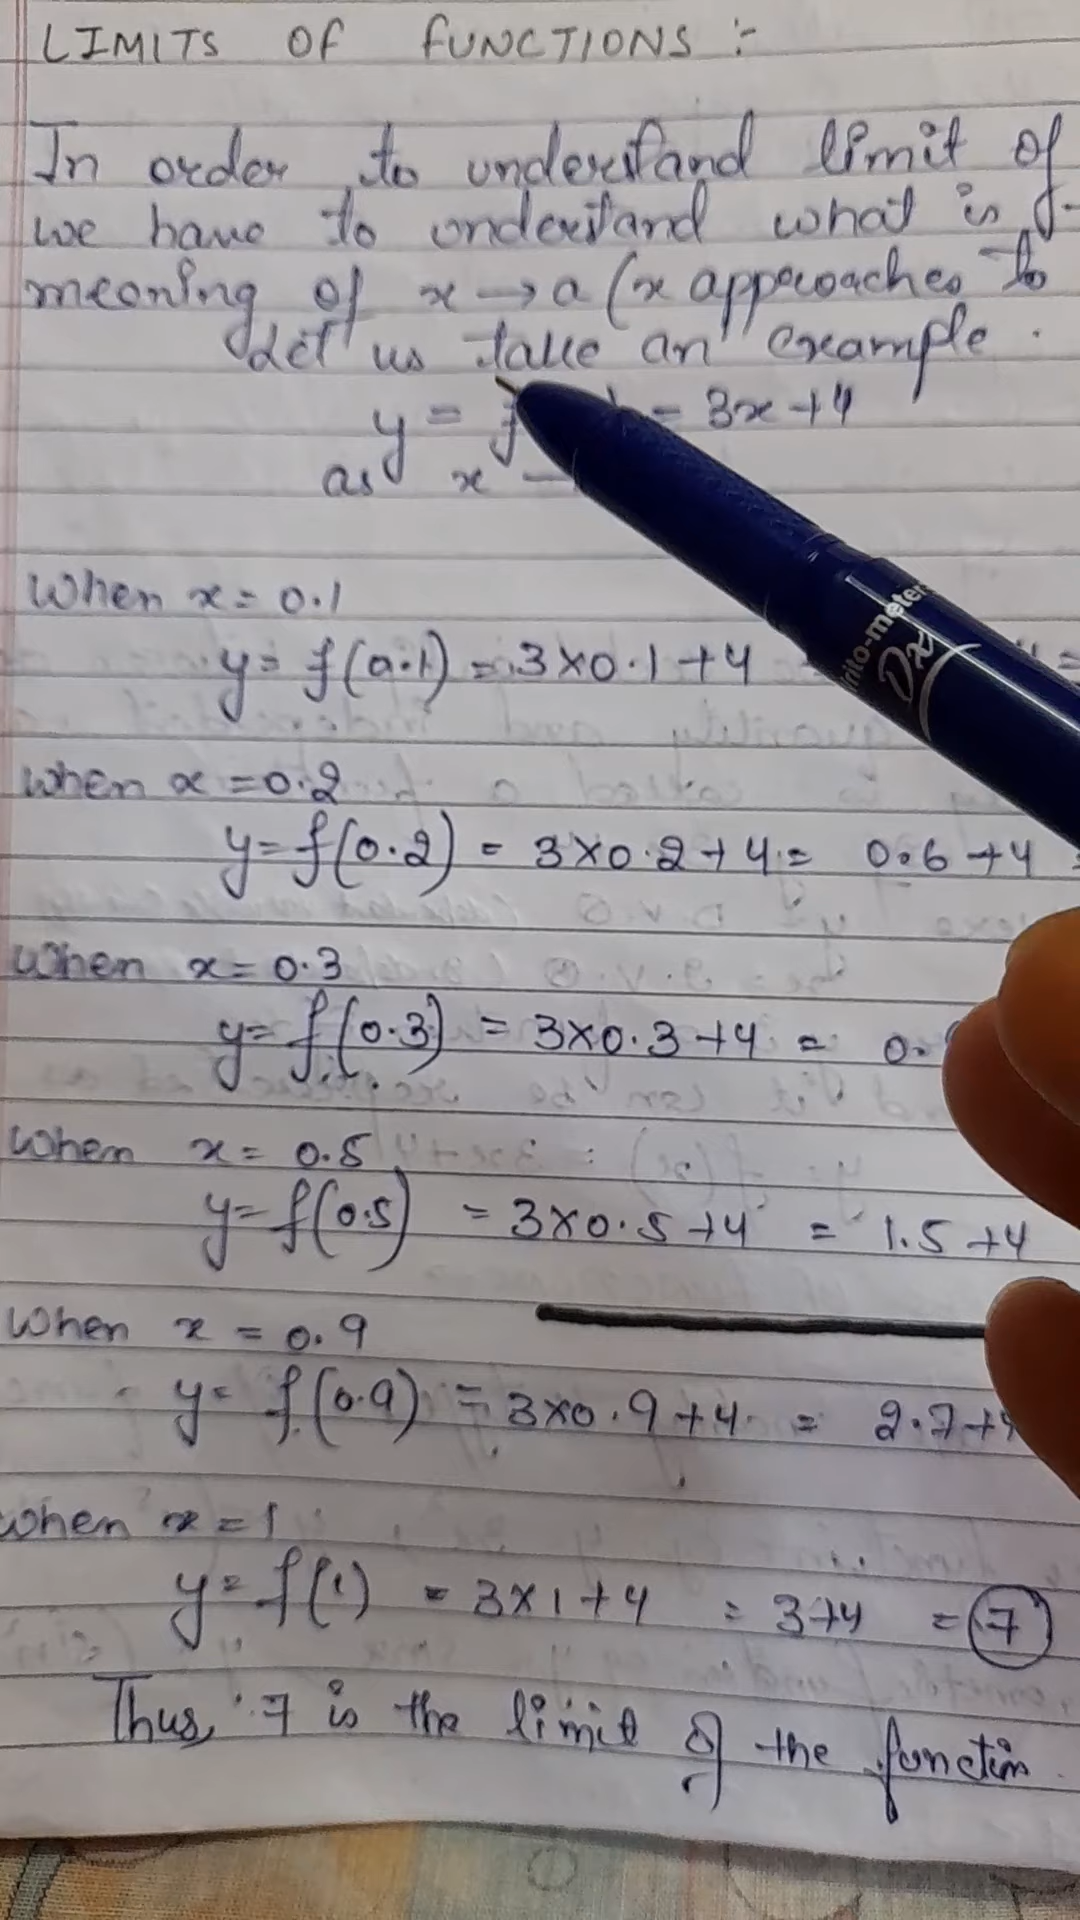 LIMITS OF FUNCTIONS :-
In order to understand limit of
we have to understand what is
meaning of x → a (x approaches to
Let us take an example .
y = f = 3x+4
as x →
When x = 0.1
y = f(0.1) = 3×0.1+4
When x = 0.2
y = f(0.2) = 3×0.2+4 = 0.6+4 =
When x = 0.3
y = f(0.3) = 3×0.3+4 = 0.
When x = 0.5
y = f(0.5) = 3×0.5+4 = 1.5+4
When x = 0.9
y = f(0.9) = 3×0.9+4 = 2.7+4
When x = 1
y = f(1) = 3×1+4 = 3+4 = 7
Thus, 7 is the limit of the function
rito-meter
Dx